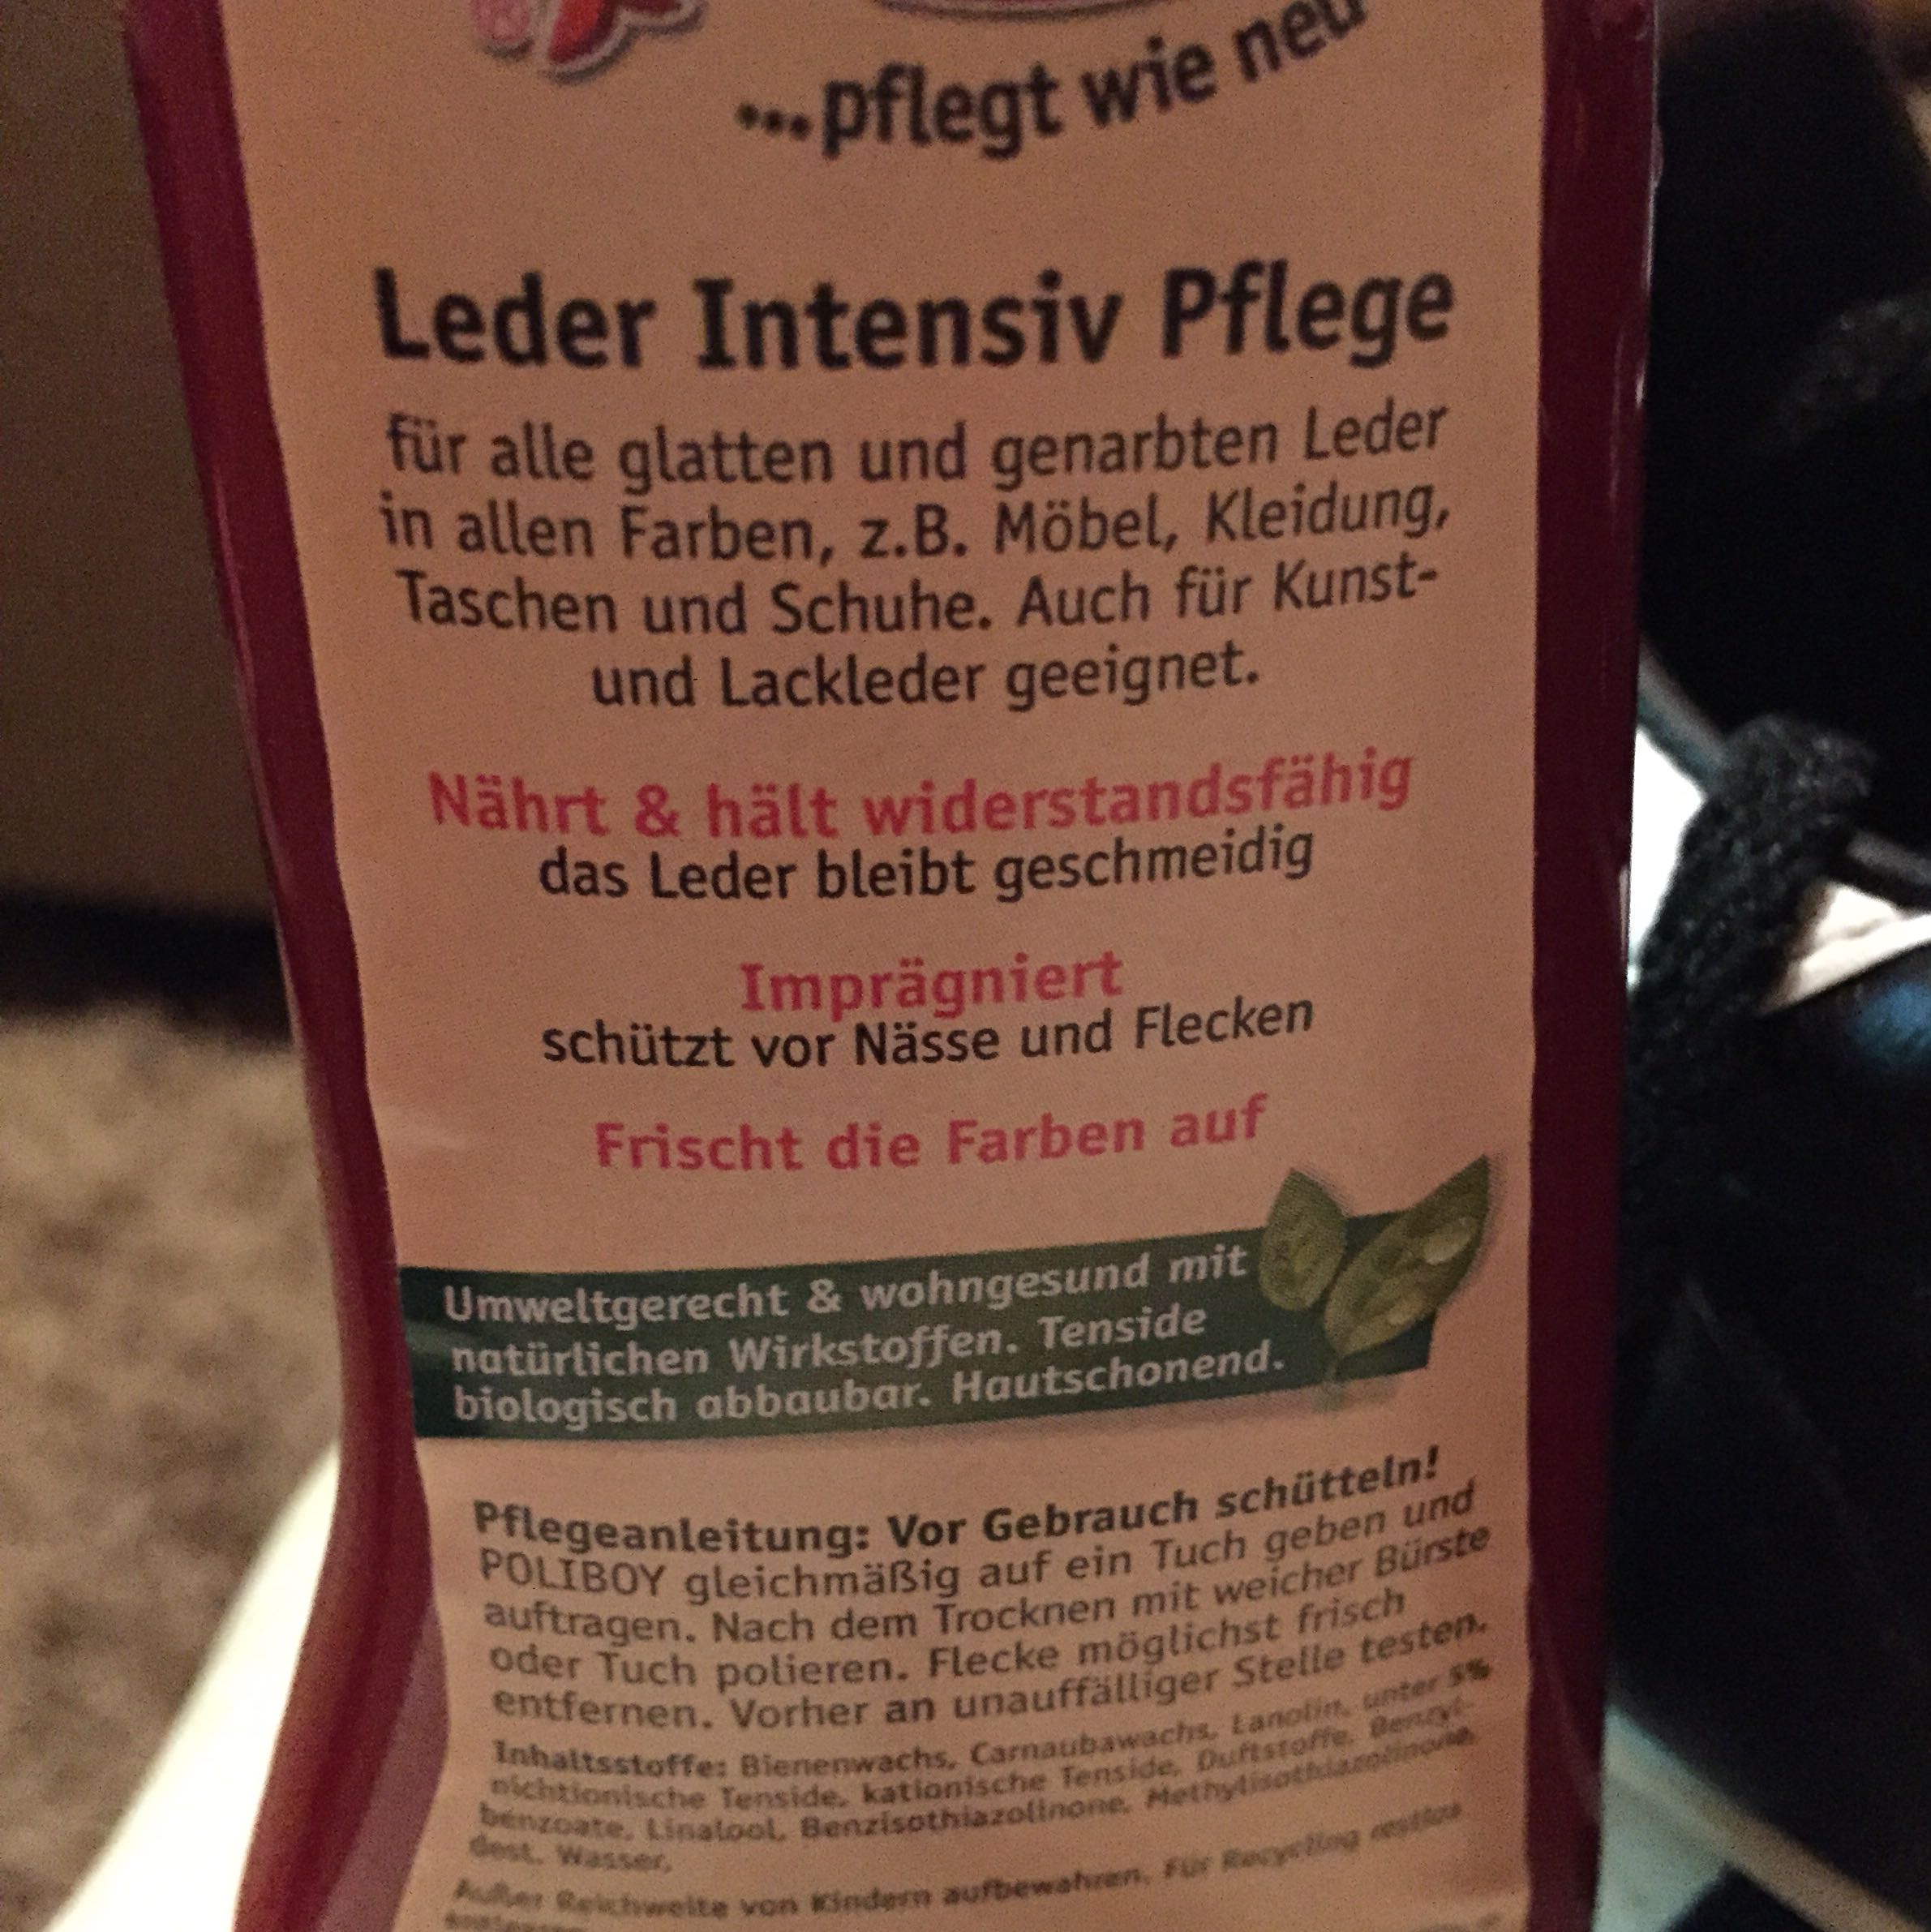 ...pflegt wie neu
Leder Intensiv Pflege
für alle glatten und genarbten Leder
in allen Farben, z.B. Möbel, Kleidung,
Taschen und Schuhe. Auch für Kunst-
und Lackleder geeignet.
Nährt & hält widerstandsfähig
das Leder bleibt geschmeidig
Imprägniert
schützt vor Nässe und Flecken
Frischt die Farben auf
Umweltgerecht & wohngesund mit
natürlichen Wirkstoffen. Tenside
biologisch abbaubar. Hautschonend.
Pflegeanleitung: Vor Gebrauch schütteln!
POLIBOY gleichmäßig auf ein Tuch geben und
auftragen. Nach dem Trocknen mit weicher Bürste
oder Tuch polieren. Flecke möglichst frisch
entfernen. Vorher an unauffälliger Stelle testen.
Inhaltsstoffe: Bienenwachs, Carnaubawachs, Lanolin, unter 5%
nichtionische Tenside, kationische Tenside, Duftstoffe, Benzyl-
benzoate, Linalool, Benzisothiazolinone, Methylisothiazolinone,
dest. Wasser,
Außer Reichweite von Kindern aufbewahren. Für Recycling restlos